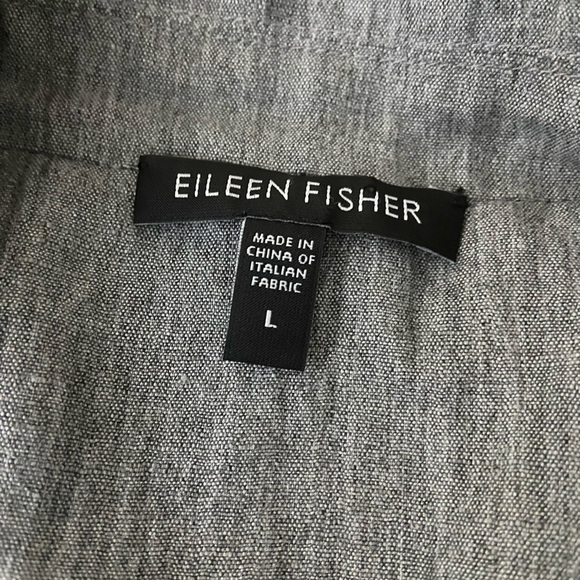 EILEEN FISHER
MADE IN
CHINA OF
ITALIAN
FABRIC
L